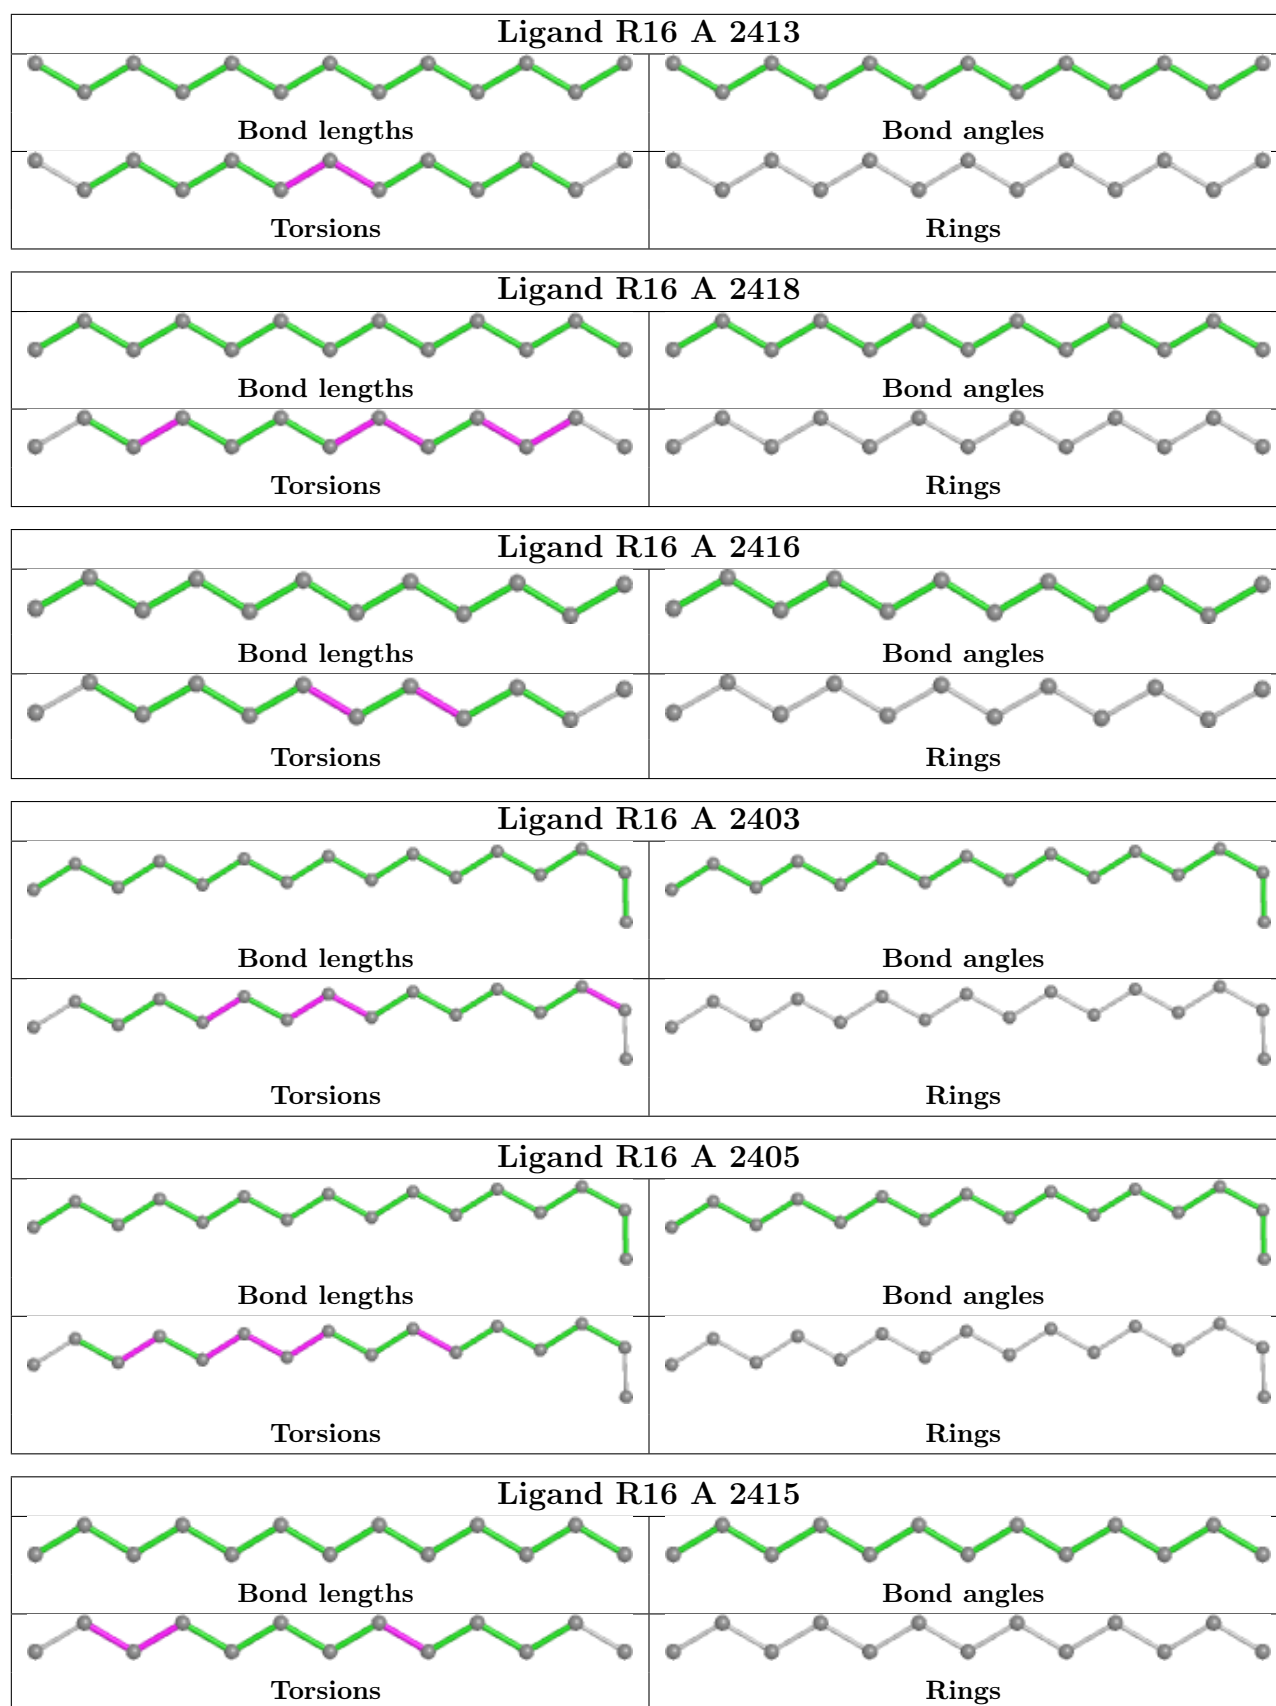 Ligand R16 A 2413
Bond lengths
Bond angles
Torsions
Rings
Ligand R16 A 2418
Bond lengths
Bond angles
Torsions
Rings
Ligand R16 A 2416
Bond lengths
Bond angles
Torsions
Rings
Ligand R16 A 2403
Bond lengths
Bond angles
Torsions
Rings
Ligand R16 A 2405
Bond lengths
Bond angles
Torsions
Rings
Ligand R16 A 2415
Bond lengths
Bond angles
Torsions
Rings